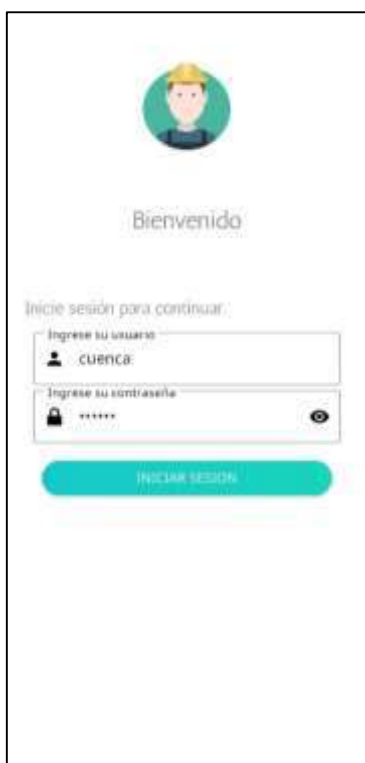 Bienvenido
Inicie sesión para continuar.
Ingrese su usuario
cuenca
Ingrese su contraseña
••••••
INICIAR SESION